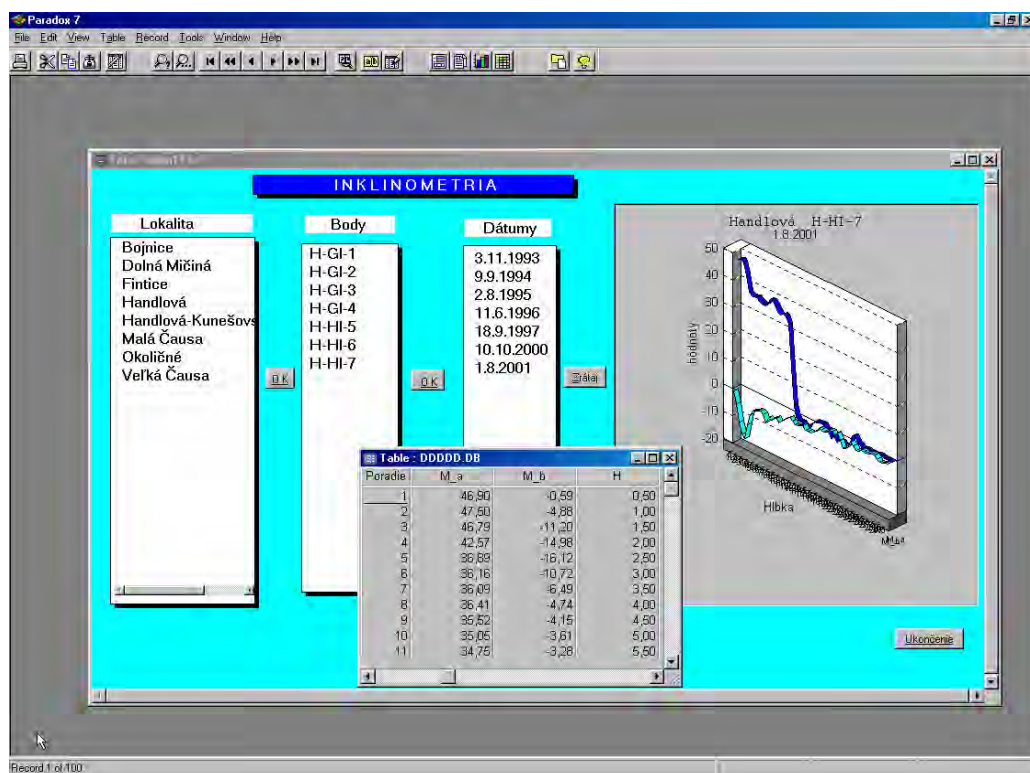 Paradox 7
File Edit View Table Record Tools Window Help
INKLINOMETRIA
Lokalita
Bojnice
Dolná Mičiná
Fintice
Handlová
Handlová-Kunešovs
Malá Čausa
Okoličné
Veľká Čausa
OK
Body
H-GI-1
H-GI-2
H-GI-3
H-GI-4
H-HI-5
H-HI-6
H-HI-7
OK
Dátumy
3.11.1993
9.9.1994
2.8.1995
11.6.1996
18.9.1997
10.10.2000
1.8.2001
Handlová H-HI-7
1.8.2001
50
40
30
20
10
0
-10
-20
hodnoty
Hlbka
Table : DDDDD.DB
Poradie M_a M_b H
1 46,90 -0,59 0,50
2 47,50 -4,88 1,00
3 46,79 -11,20 1,50
4 42,57 -14,98 2,00
5 36,89 -16,12 2,50
6 36,16 -10,72 3,00
7 36,09 -6,49 3,50
8 36,41 -4,74 4,00
9 35,52 -4,15 4,50
10 35,05 -3,61 5,00
11 34,75 -3,28 5,50
Ukončenie
Record 1 of 100